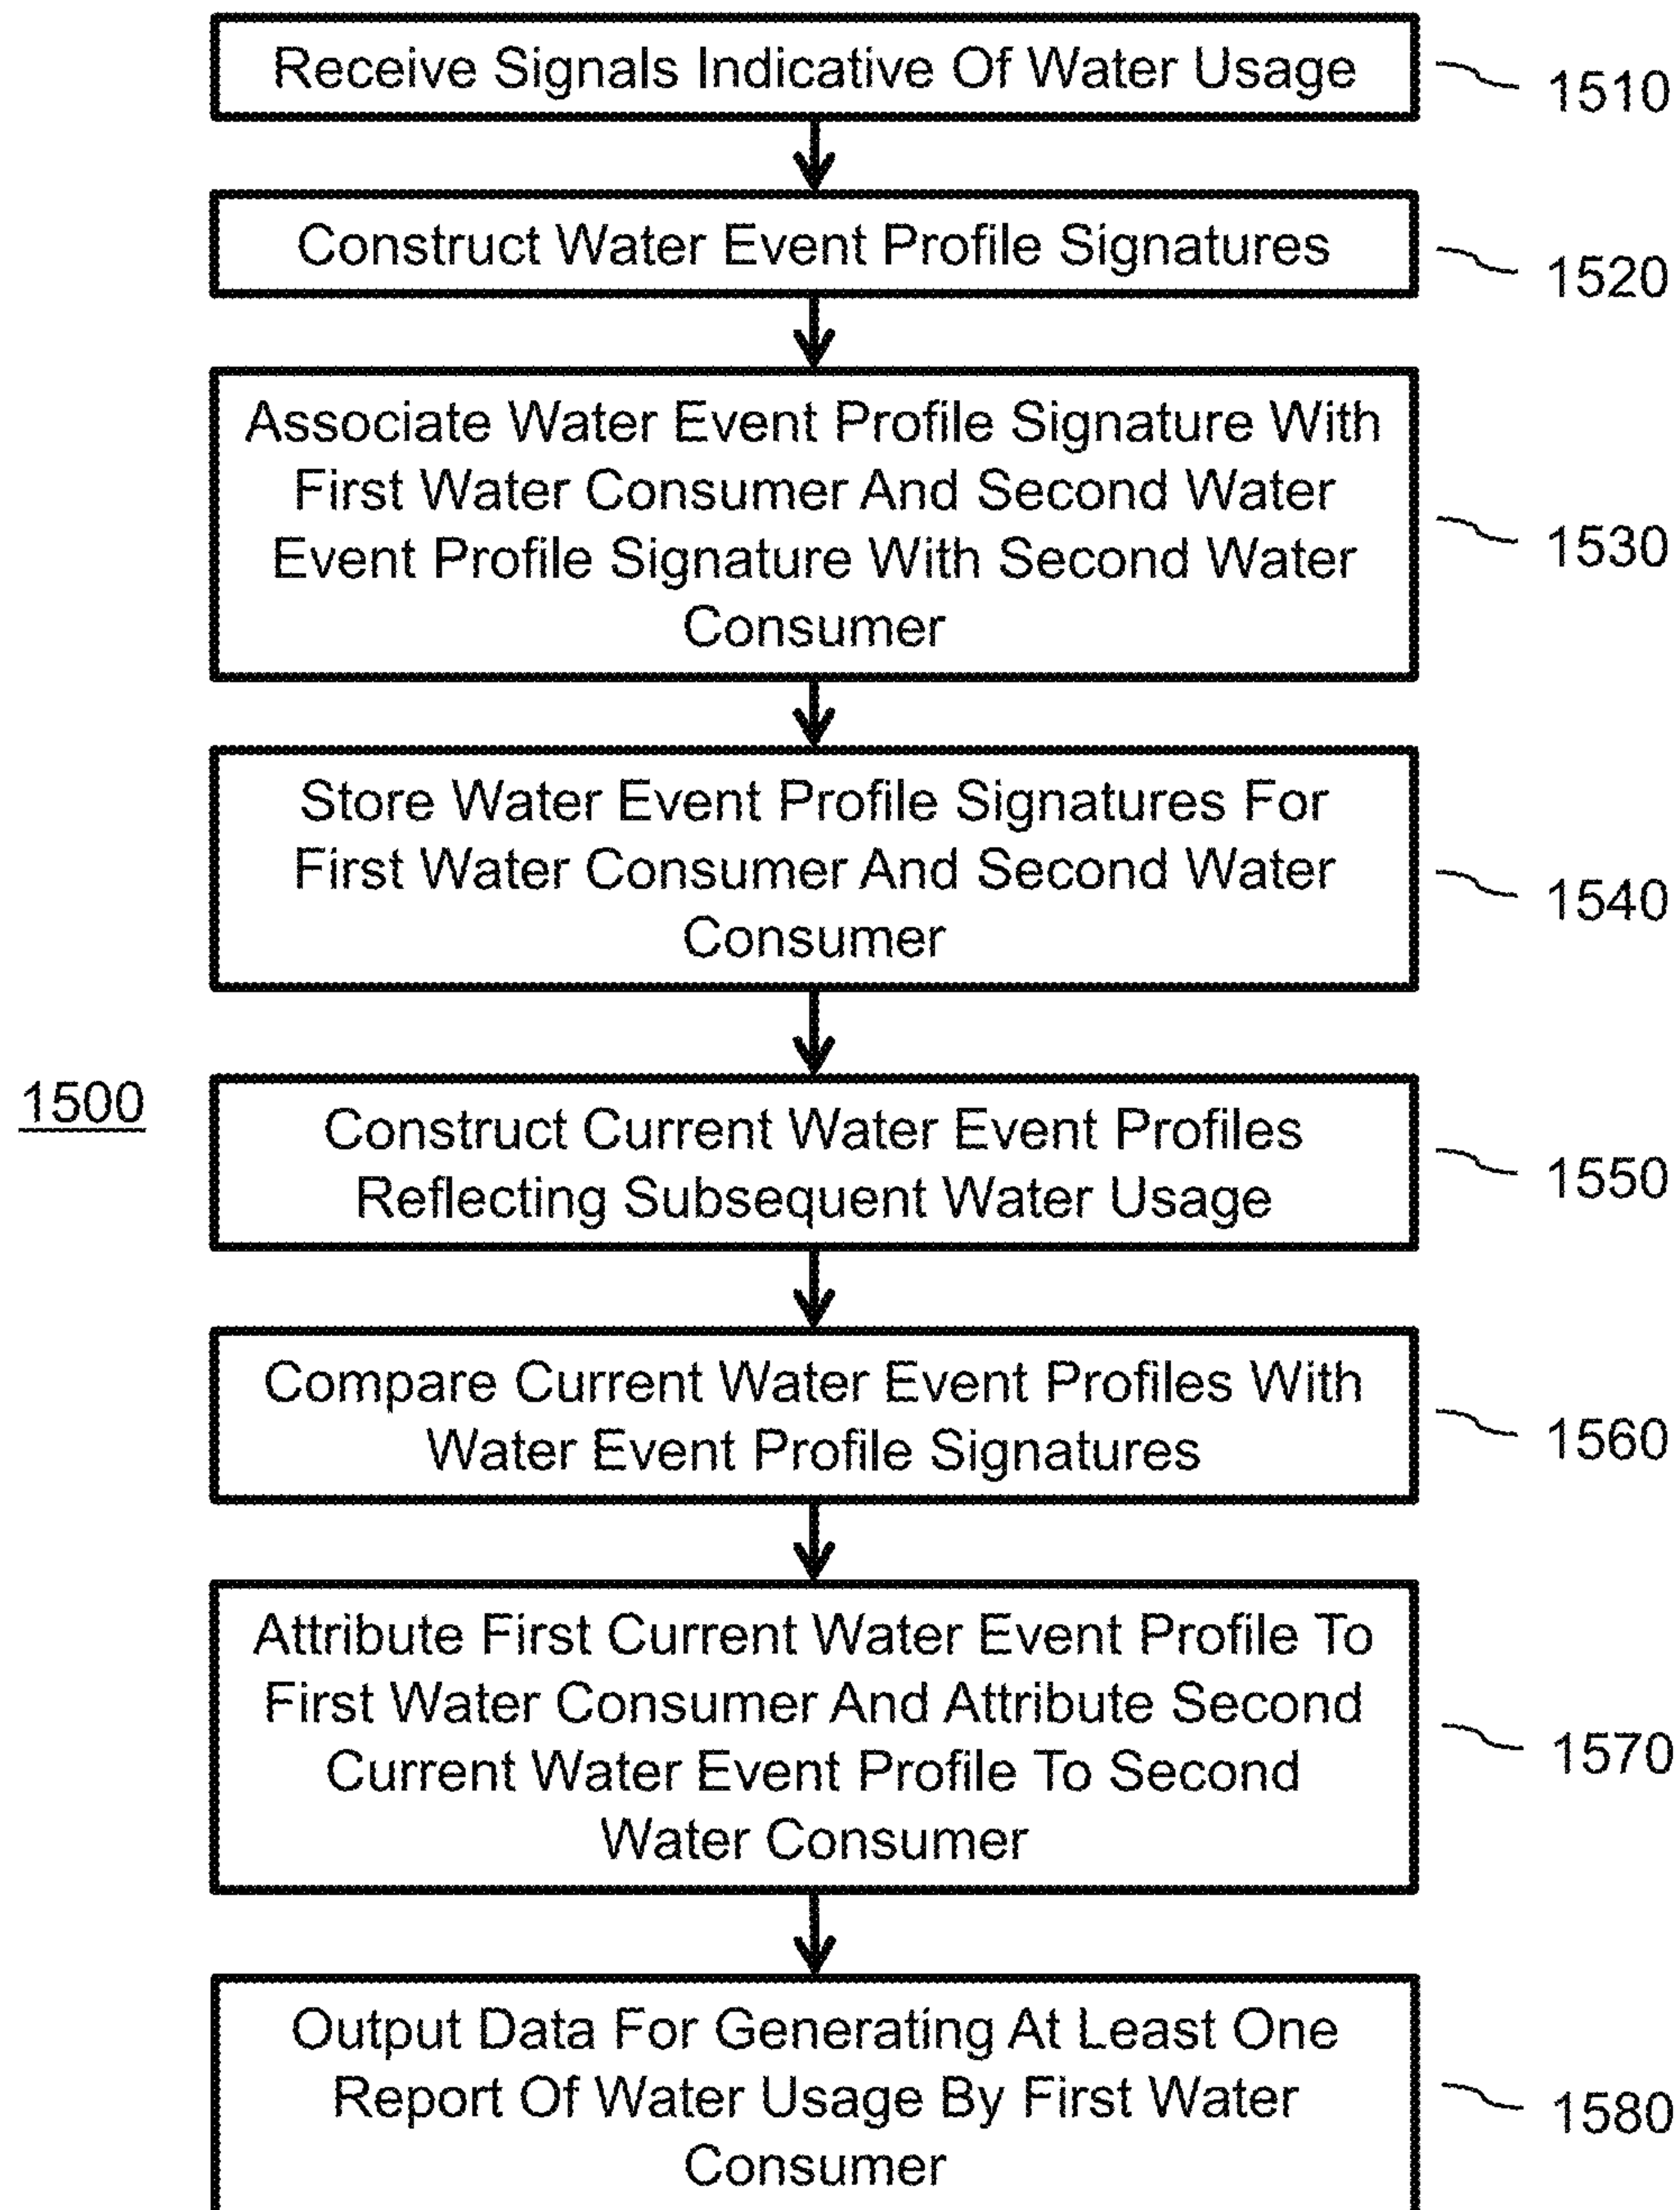 Receive Signals Indicative Of Water Usage
1510
Construct Water Event Profile Signatures
1520
Associate Water Event Profile Signature With
First Water Consumer And Second Water
Event Profile Signature With Second Water
Consumer
1530
Store Water Event Profile Signatures For
First Water Consumer And Second Water
Consumer
1540
1500
Construct Current Water Event Profiles
Reflecting Subsequent Water Usage
1550
Compare Current Water Event Profiles With
Water Event Profile Signatures
1560
Attribute First Current Water Event Profile To
First Water Consumer And Attribute Second
Current Water Event Profile To Second
Water Consumer
1570
Output Data For Generating At Least One
Report Of Water Usage By First Water
Consumer
1580